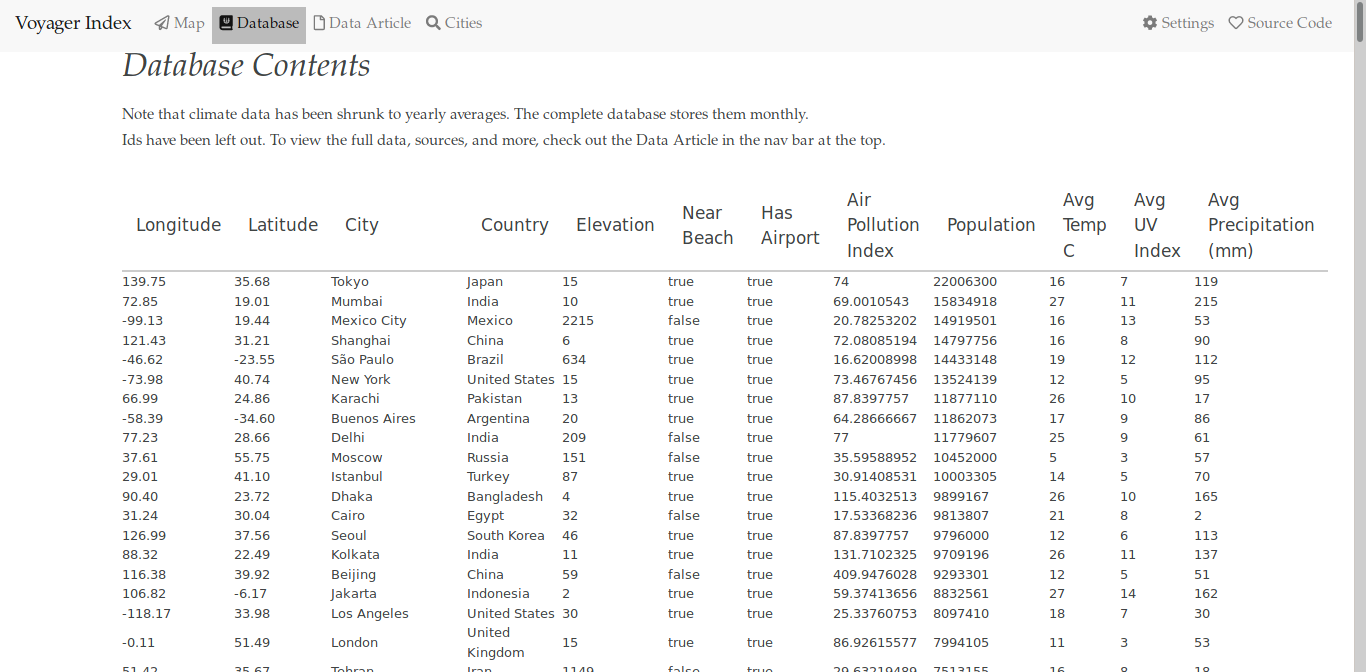 Voyager Index Map Database Data Article Cities Settings Source Code
Database Contents
Note that climate data has been shrunk to yearly averages. The complete database stores them monthly.
Ids have been left out. To view the full data, sources, and more, check out the Data Article in the nav bar at the top.
Longitude Latitude City Country Elevation Near Beach Has Airport Air Pollution Index Population Avg Temp C Avg UV Index Avg Precipitation (mm)
139.75 35.68 Tokyo Japan 15 true true 74 22006300 16 7 119
72.85 19.01 Mumbai India 10 true true 69.0010543 15834918 27 11 215
-99.13 19.44 Mexico City Mexico 2215 false true 20.78253202 14919501 16 13 53
121.43 31.21 Shanghai China 6 true true 72.08085194 14797756 16 8 90
-46.62 -23.55 São Paulo Brazil 634 true true 16.62008998 14433148 19 12 112
-73.98 40.74 New York United States 15 true true 73.46767456 13524139 12 5 95
66.99 24.86 Karachi Pakistan 13 true true 87.8397757 11877110 26 10 17
-58.39 -34.60 Buenos Aires Argentina 20 true true 64.28666667 11862073 17 9 86
77.23 28.66 Delhi India 209 false true 77 11779607 25 9 61
37.61 55.75 Moscow Russia 151 false true 35.59588952 10452000 5 3 57
29.01 41.10 Istanbul Turkey 87 true true 30.91408531 10003305 14 5 70
90.40 23.72 Dhaka Bangladesh 4 true true 115.4032513 9899167 26 10 165
31.24 30.04 Cairo Egypt 32 false true 17.53368236 9813807 21 8 2
126.99 37.56 Seoul South Korea 46 true true 87.8397757 9796000 12 6 113
88.32 22.49 Kolkata India 11 true true 131.7102325 9709196 26 11 137
116.38 39.92 Beijing China 59 false true 409.9476028 9293301 12 5 51
106.82 -6.17 Jakarta Indonesia 2 true true 59.37413656 8832561 27 14 162
-118.17 33.98 Los Angeles United States 30 true true 25.33760753 8097410 18 7 30
-0.11 51.49 London United Kingdom 15 true true 86.92615577 7994105 11 3 53
51.42 35.67 Tehran Iran 1149 false true 29.63219489 7513155 16 8 18